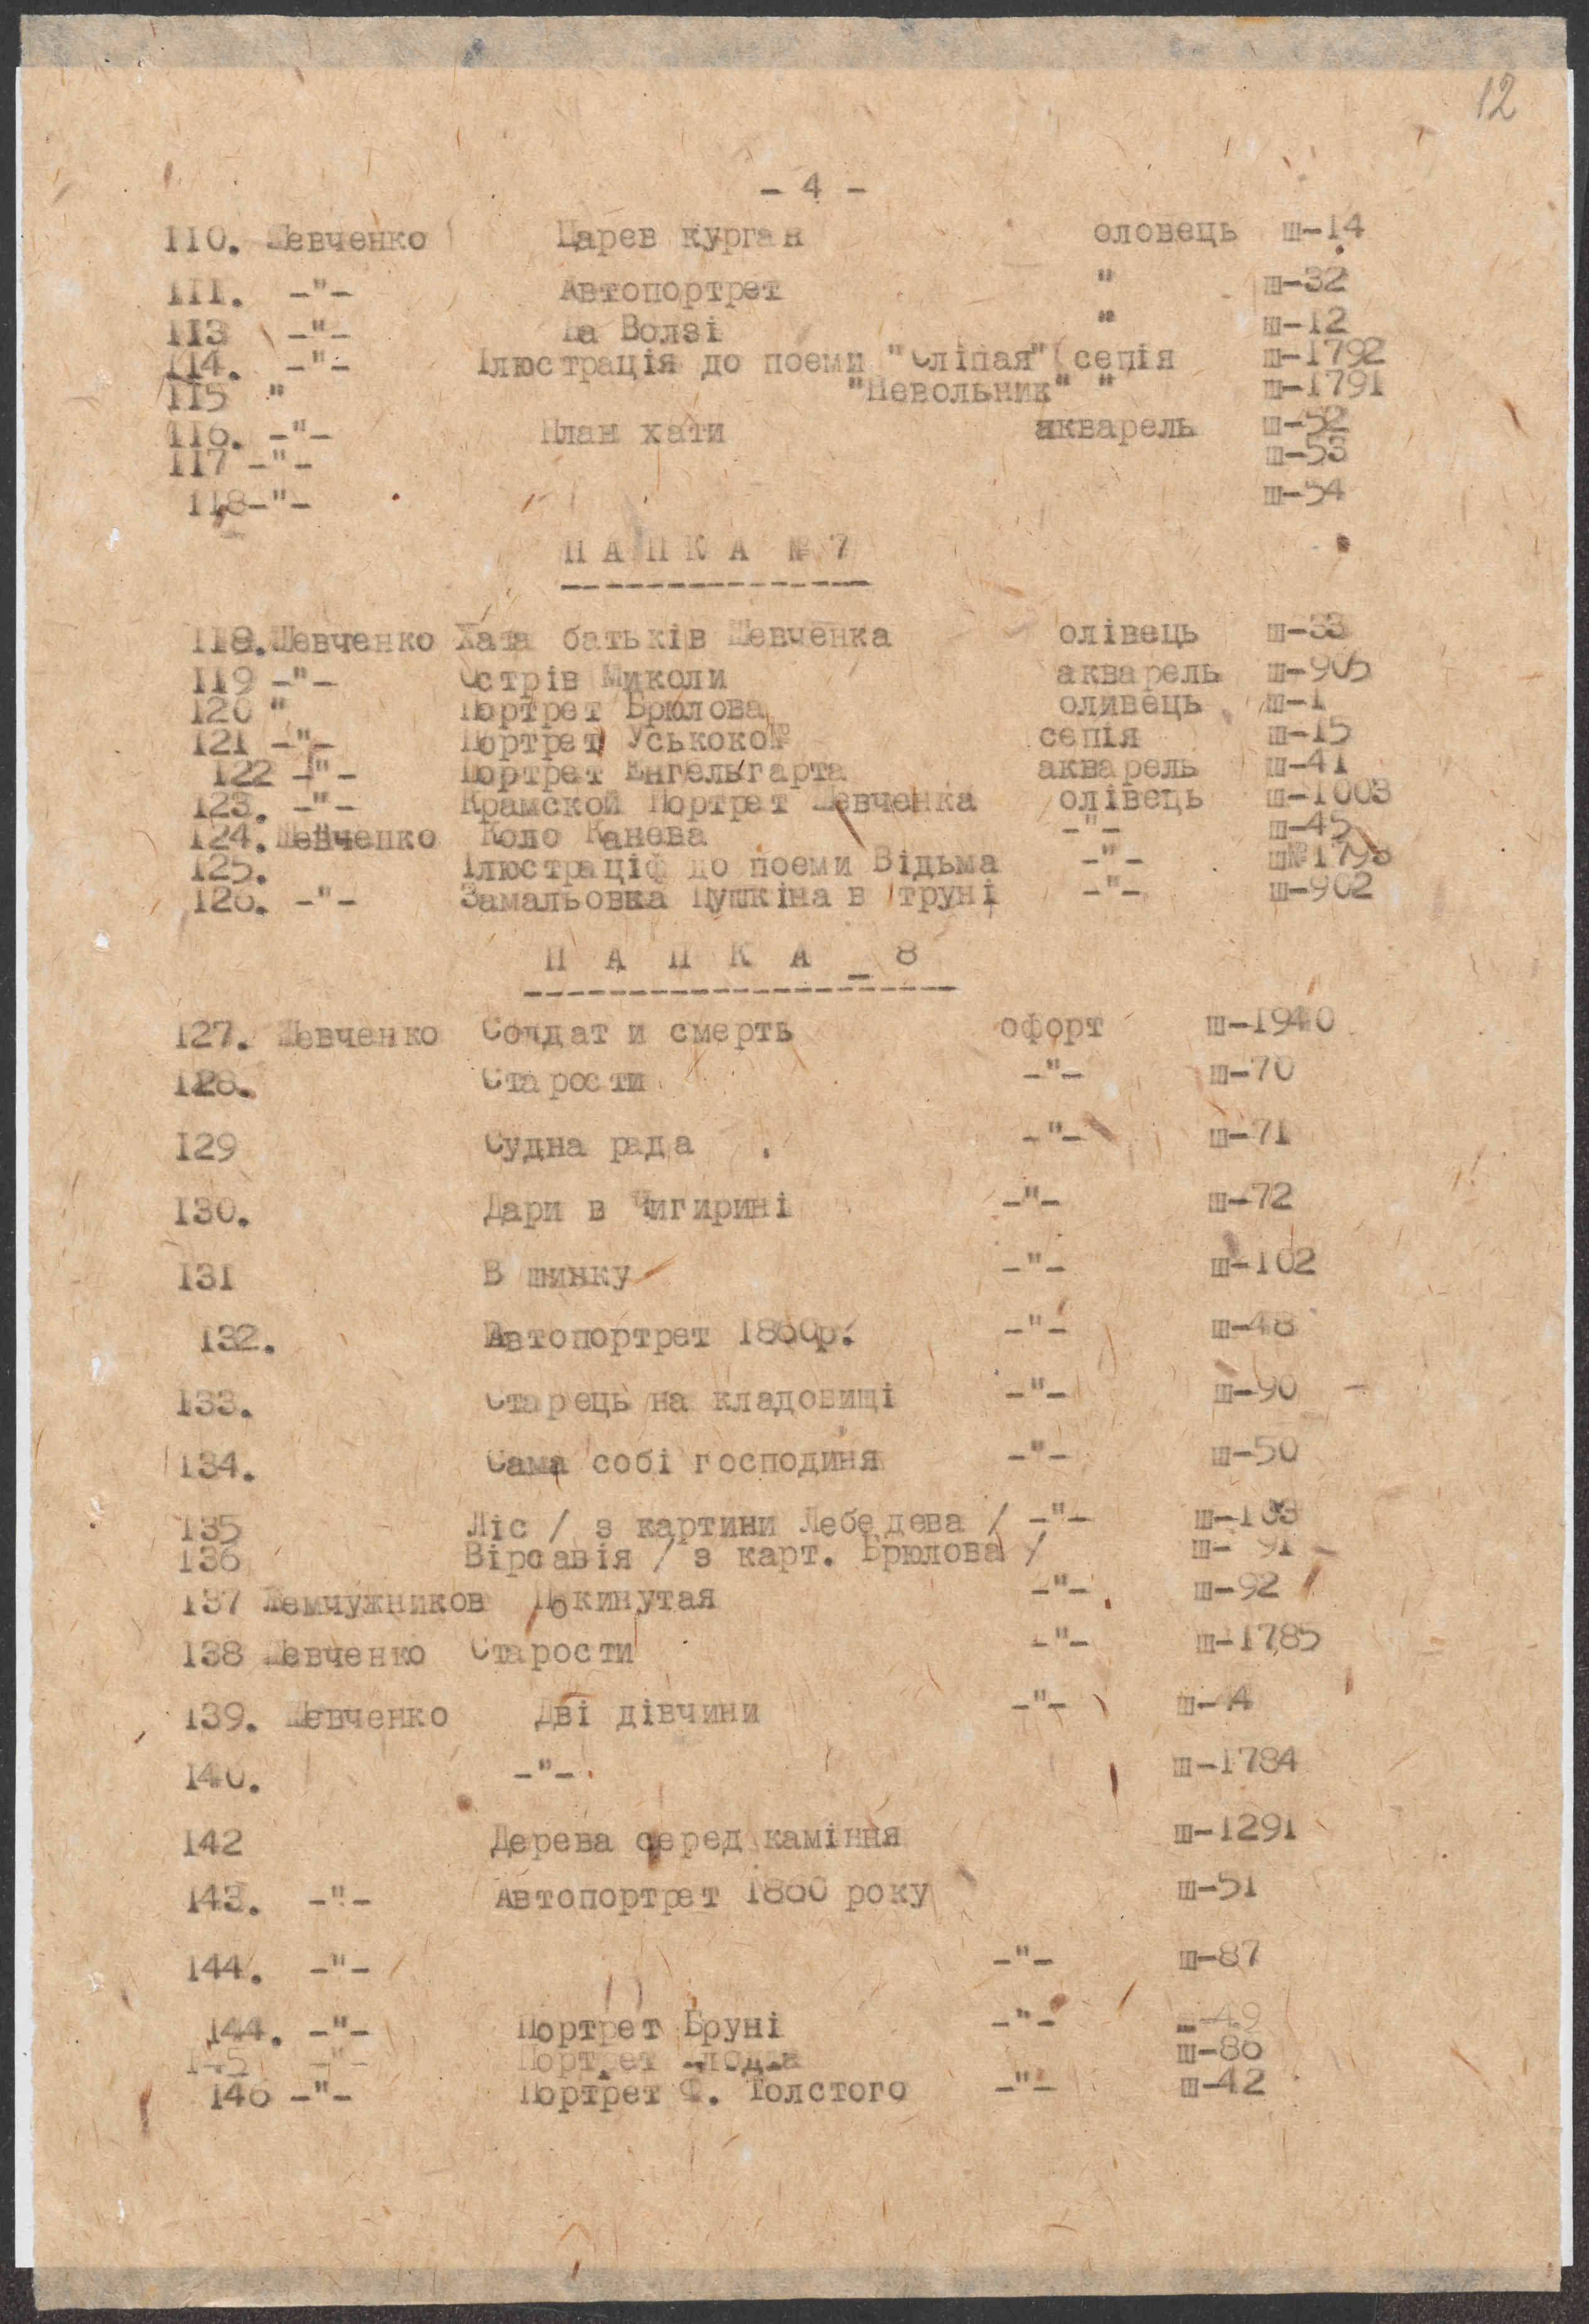 12
- 4 -
110. Шевченко Царев курган оловець ш-14
111. -"- Автопортрет " ш-32
113 -"- На Волзі " ш-12
114. -"- Ілюстрація до поеми "Сліпая" сепія ш-1792
115 " "Невольник" " ш-1791
116. -"- План хати акварель ш-52
117 -"- ш-53
118-"- ш-54
П А П К А № 7
118. Шевченко Хата батьків Шевченка олівець ш-33
119 -"- Острів Миколи акварель ш-905
120 " Портрет Брюлова оливець ш-1
121 -"- Портрет Уськоко№ сепія ш-15
122 -"- Портрет Енгельгарта акварель ш-41
123. -"- Крамской Портрет Шевченка олівець ш-1003
124. Шевченко Коло Канева -"- ш-45
125. Ілюстраціф до поеми Відьма -"- ш№1793
126. -"- Замальовка Пушкіна в труні -"- ш-902
П А П К А _ 8
127. Шевченко Солдат и смерть офорт ш-1940
128. Старости -"- ш-70
129 Судна рада . -"- ш-71
130. Дари в Чигирині -"- ш-72
131 В шинку -"- ш-102
132. Автопортрет 1860р. -"- ш-48
133. Старець на кладовищі -"- ш-90
134. Сама собі господиня -"- ш-50
135 Ліс / з картини Лебедева / -"- ш-103
136 Вірсавія / з карт. Брюлова / ш- 91
137 Жемчужников Покинутая -"- ш-92
138 Шевченко Старости -"- ш-1785
139. Шевченко Дві дівчини -"- ш-4
140. -"- ш-1784
142 Дерева серед каміння ш-1291
143. -"- Автопортрет 1860 року ш-51
144. -"- -"- ш-87
144. -"- Портрет Бруні -"- ш-49
145 -"- Портрет ш-86
146 -"- Портрет Ф. Толстого -"- ш-42